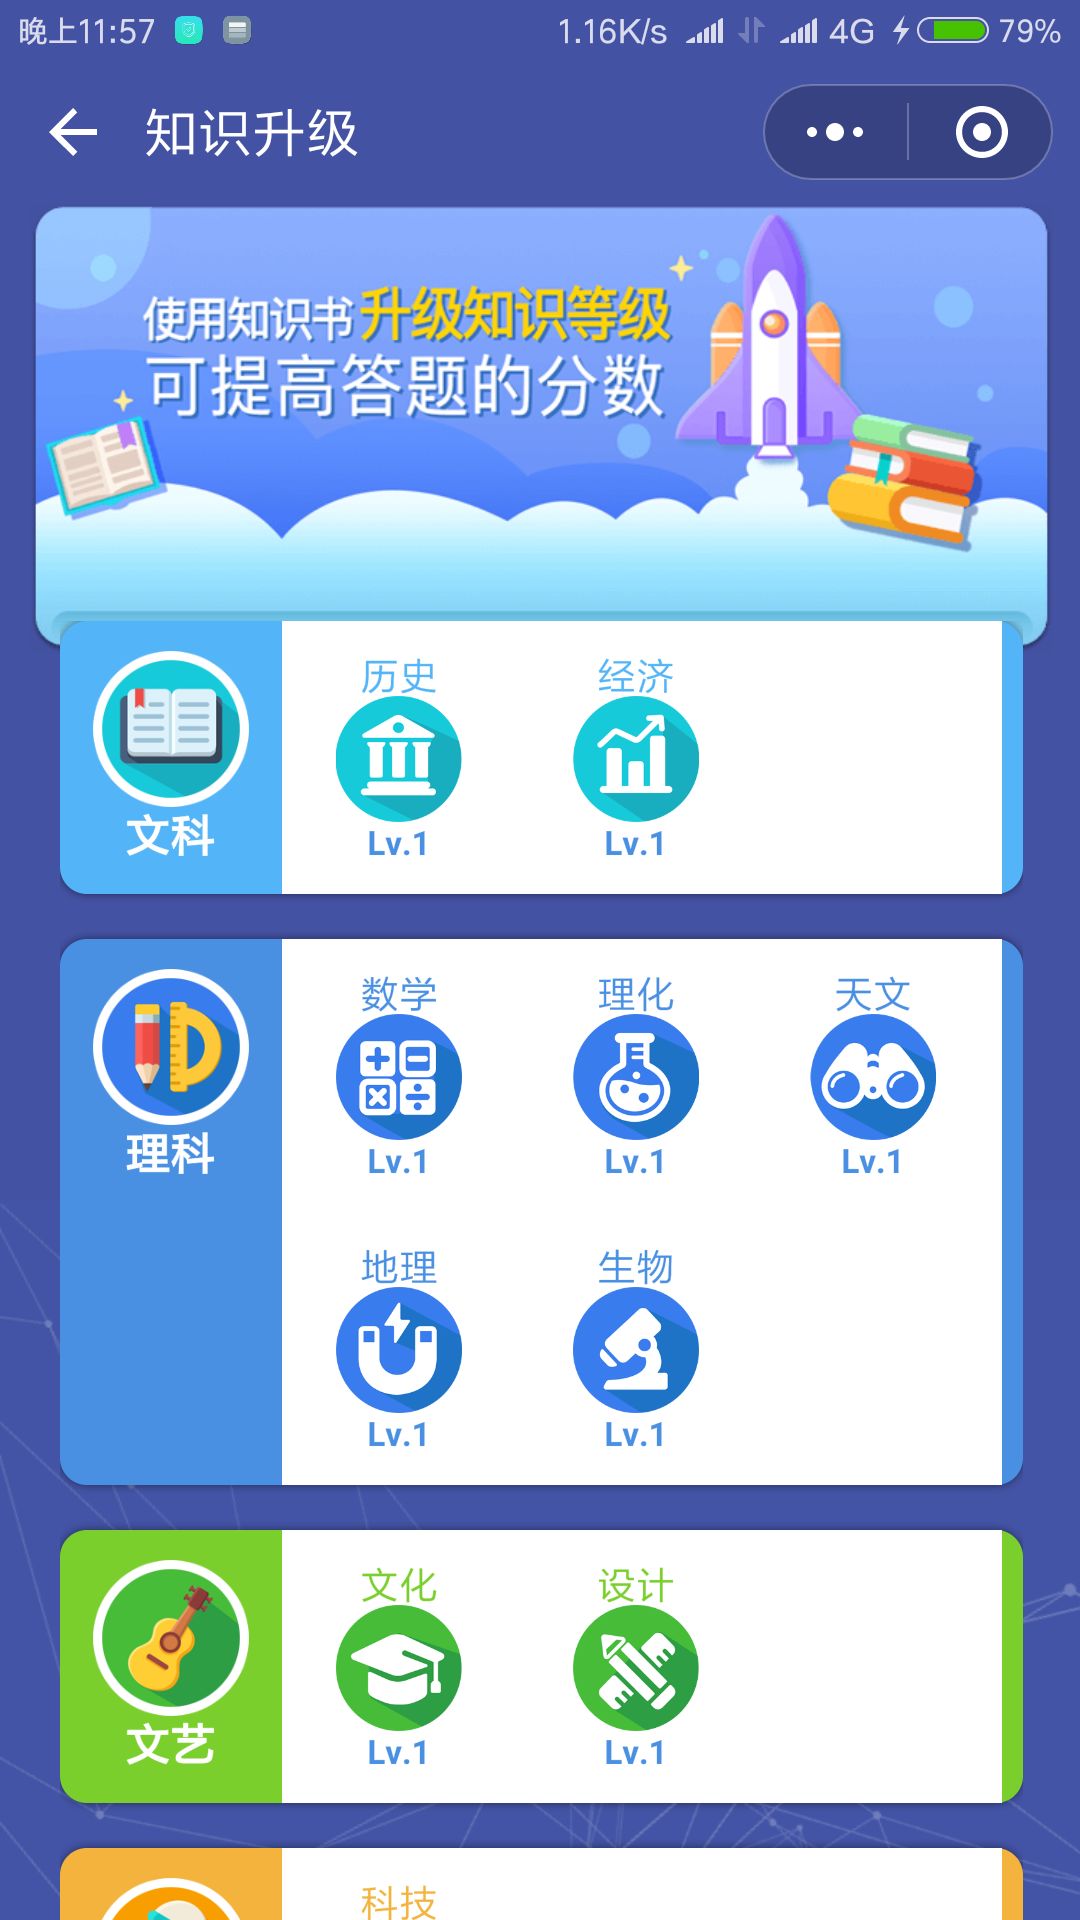 晚上11:57 1.16K/s 4G 79%
知识升级
使用知识书升级知识等级
可提高答题的分数
历史 经济
Lv.1 Lv.1
文科
数学 理化 天文
Lv.1 Lv.1 Lv.1
理科
地理 生物
Lv.1 Lv.1
文化 设计
Lv.1 Lv.1
文艺
科技